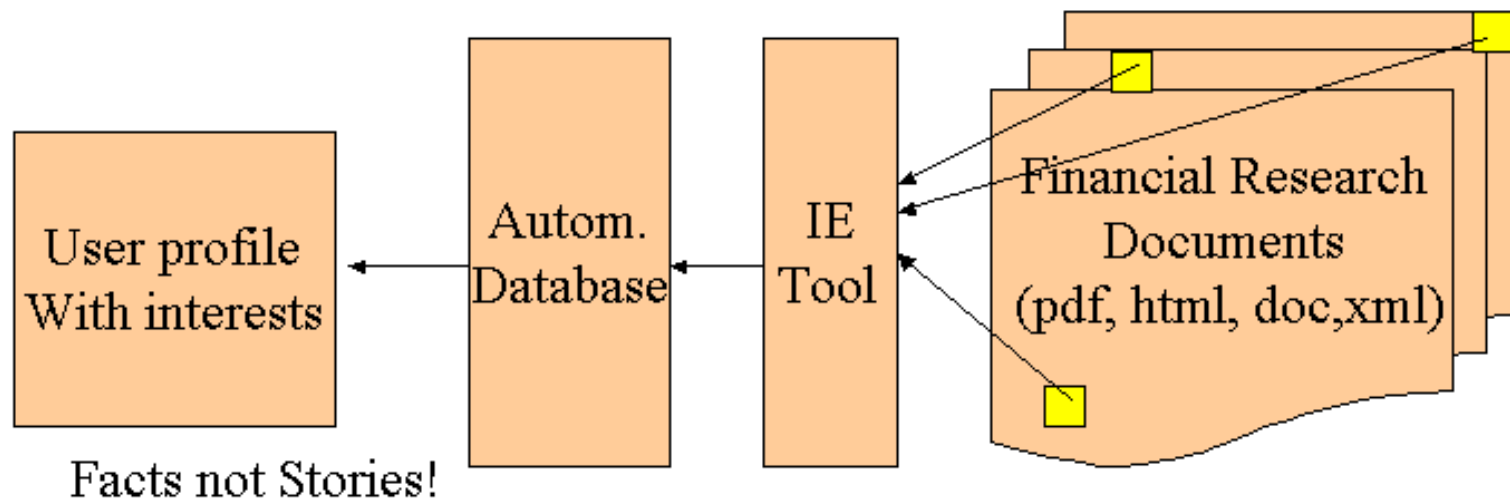 User profile
With interests
Autom.
Database
IE
Tool
Financial Research
Documents
(pdf, html, doc,xml)
Facts not Stories!